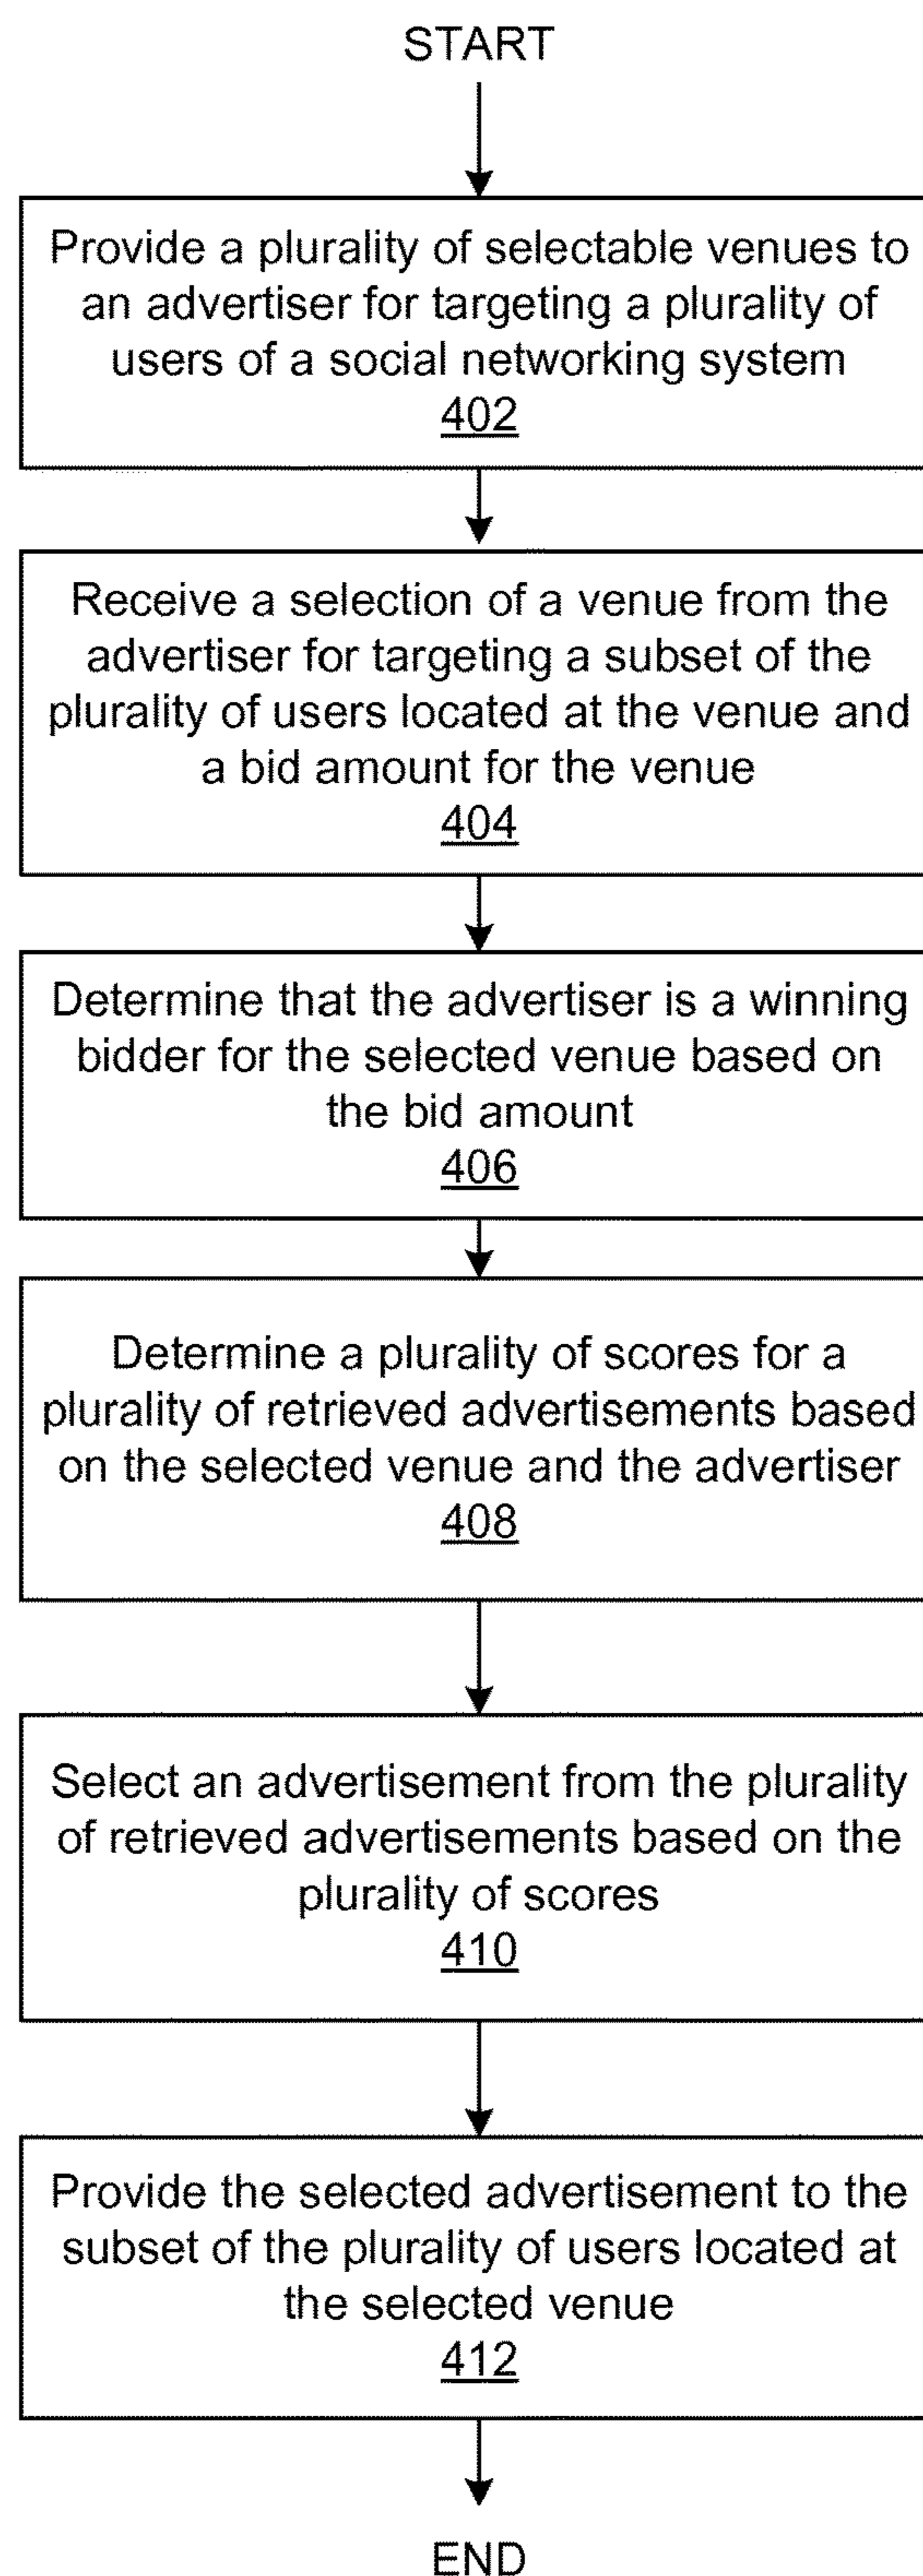 START
Provide a plurality of selectable venues to
an advertiser for targeting a plurality of
users of a social networking system
402
Receive a selection of a venue from the
advertiser for targeting a subset of the
plurality of users located at the venue and
a bid amount for the venue
404
Determine that the advertiser is a winning
bidder for the selected venue based on
the bid amount
406
Determine a plurality of scores for a
plurality of retrieved advertisements based
on the selected venue and the advertiser
408
Select an advertisement from the plurality
of retrieved advertisements based on the
plurality of scores
410
Provide the selected advertisement to the
subset of the plurality of users located at
the selected venue
412
END